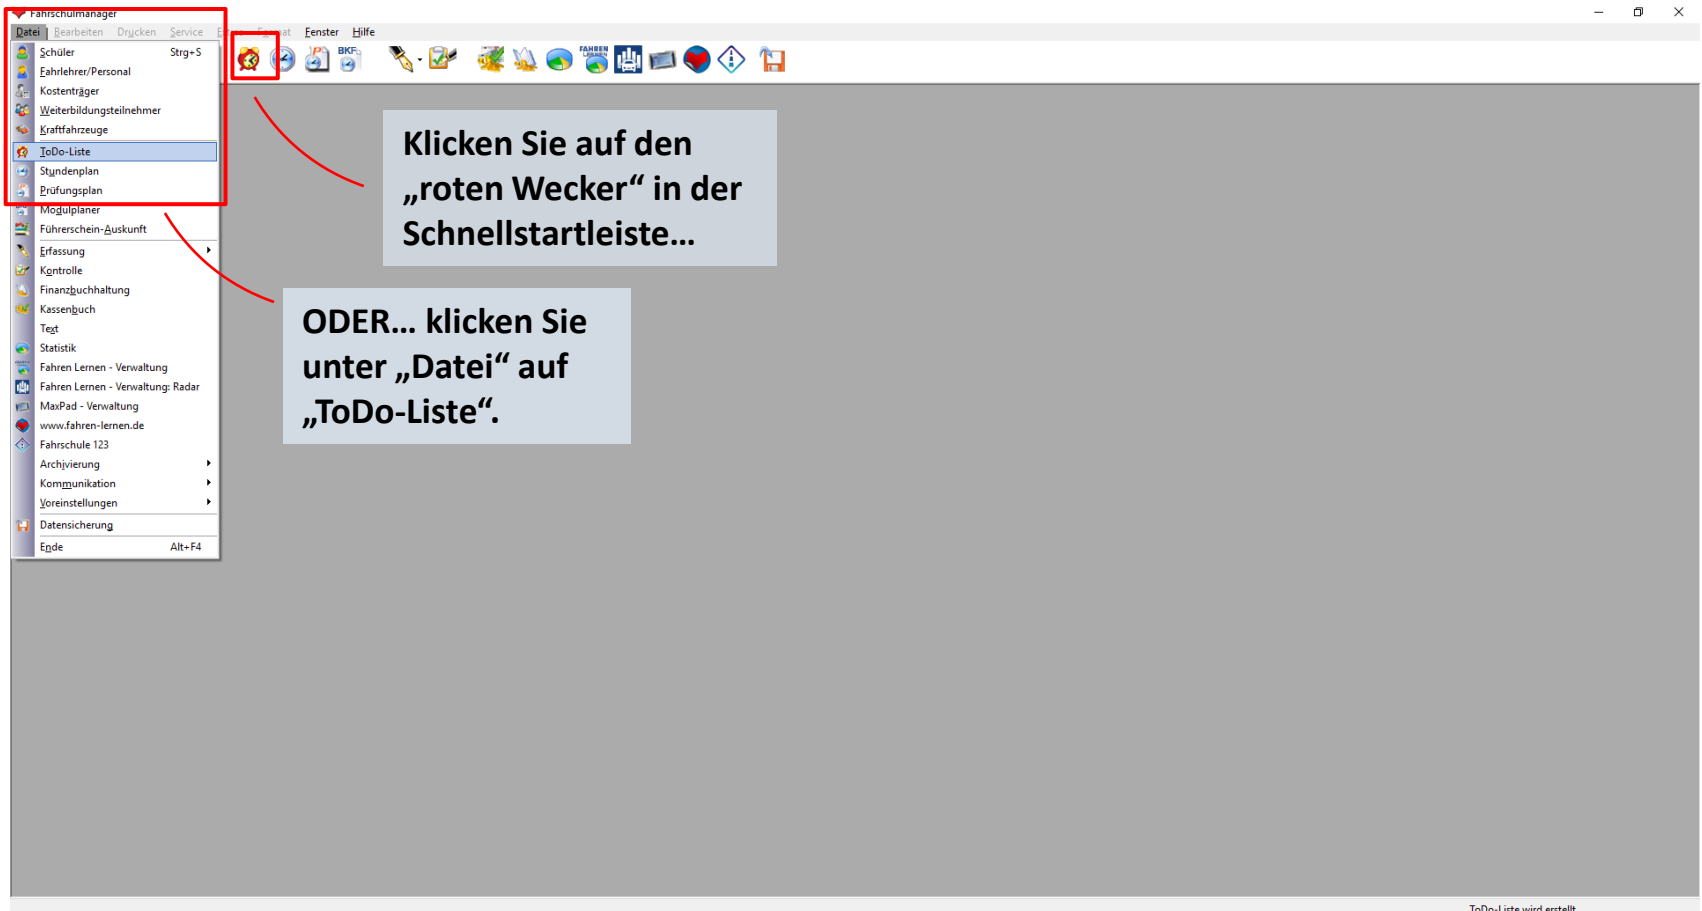 Fahrschulmanager
Datei Bearbeiten Drucken Service Extras Format Fenster Hilfe
BKF
FAHREN
LERNEN
Schüler Strg+S
Fahrlehrer/Personal
Kostenträger
Weiterbildungsteilnehmer
Kraftfahrzeuge
ToDo-Liste
Stundenplan
Prüfungsplan
Modulplaner
Führerschein-Auskunft
Erfassung
Kontrolle
Finanzbuchhaltung
Kassenbuch
Text
Statistik
Fahren Lernen - Verwaltung
Fahren Lernen - Verwaltung: Radar
MaxPad - Verwaltung
www.fahren-lernen.de
Fahrschule 123
Archivierung
Kommunikation
Voreinstellungen
Datensicherung
Ende Alt+F4
Klicken Sie auf den
„roten Wecker“ in der
Schnellstartleiste…
ODER… klicken Sie
unter „Datei“ auf
„ToDo-Liste“.
ToDo-Liste wird erstellt